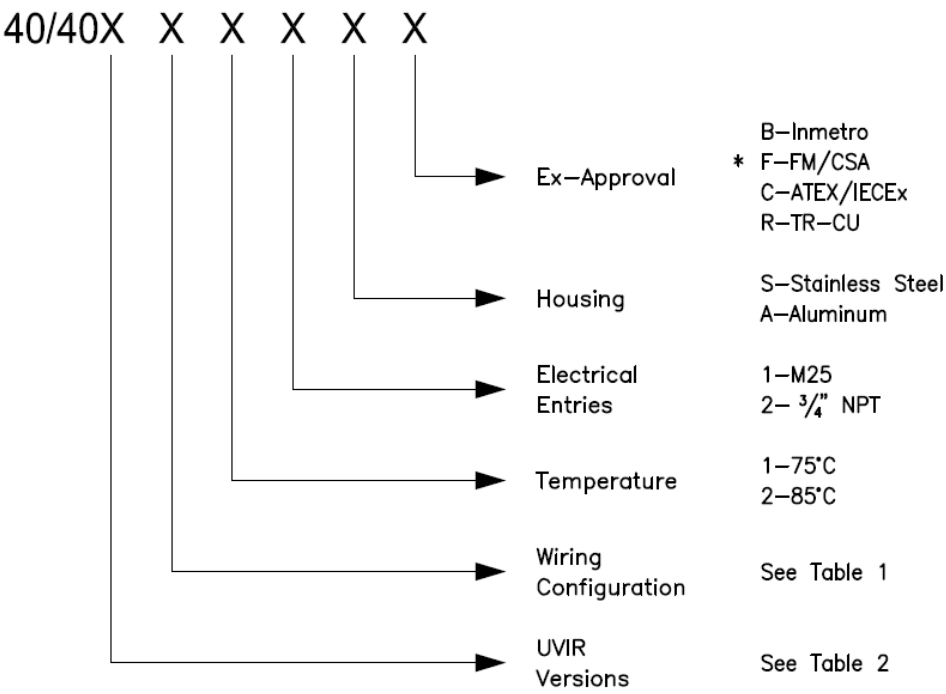 40/40X X X X X X
B–Inmetro
* F–FM/CSA
Ex–Approval
C–ATEX/IECEx
R–TR–CU
S–Stainless Steel
Housing
A–Aluminum
Electrical 1–M25
Entries 2– ¾" NPT
1–75°C
Temperature
2–85°C
Wiring
See Table 1
Configuration
UVIR
See Table 2
Versions